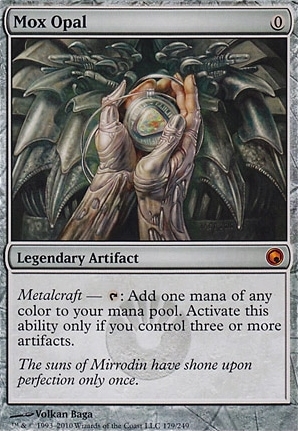 Mox Opal 0
Legendary Artifact
Metalcraft — : Add one mana of any
color to your mana pool. Activate this
ability only if you control three or more
artifacts.
The suns of Mirrodin have shone upon
perfection only once.
Volkan Baga
™ & © 1993–2010 Wizards of the Coast LLC 179/249